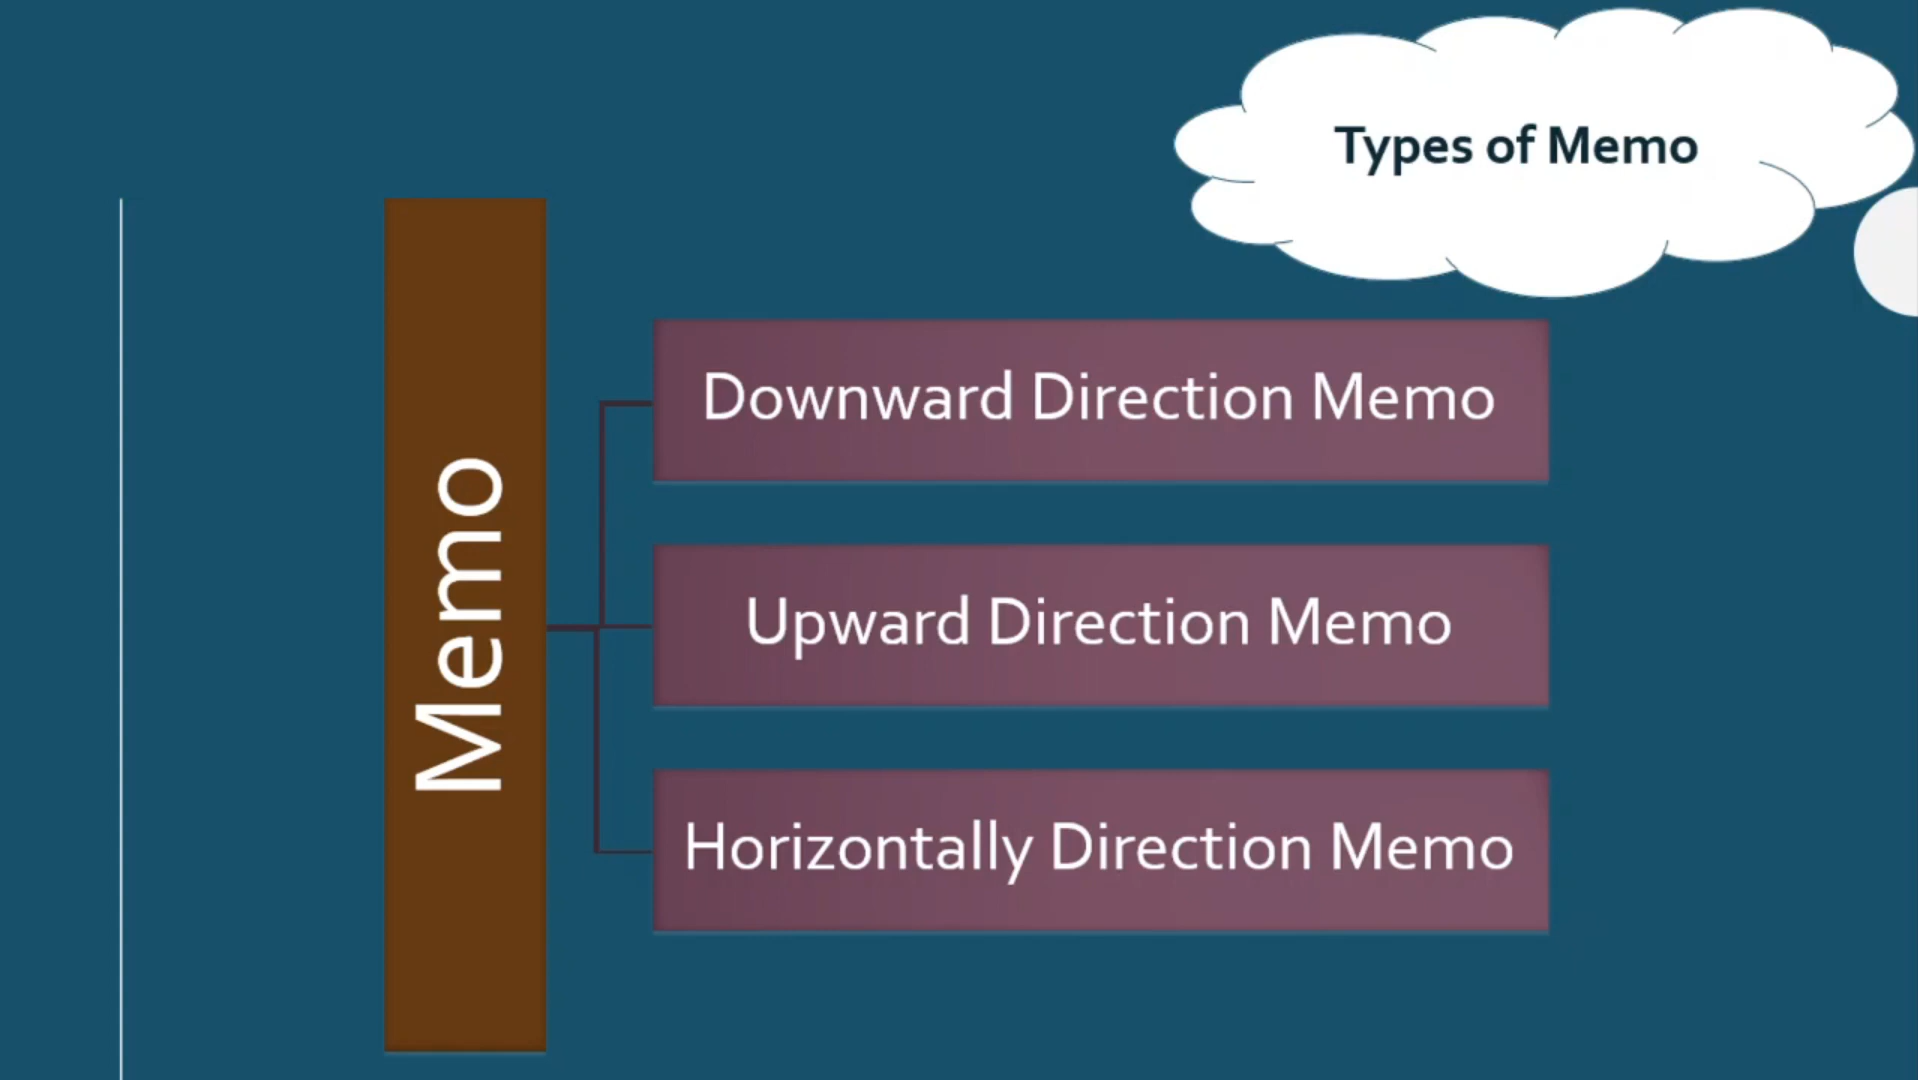 Types of Memo
Memo
Downward Direction Memo
Upward Direction Memo
Horizontally Direction Memo